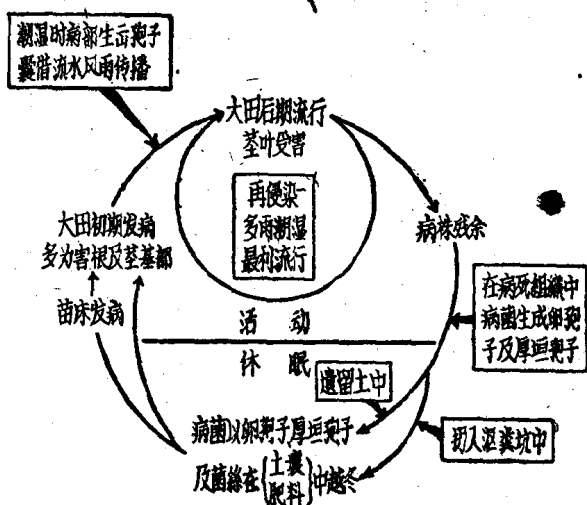 潮湿时病部生出孢子
囊借流水风雨传播
大田后期流行
茎叶受害
再侵染一
多雨潮湿
最利流行
大田初期发病
多为害根及茎基部
苗床发病
病株残余
在病死组织中
病菌生成卵孢
子及厚垣孢子
活 动
休 眠
遗留土中
病菌以卵孢子厚垣孢子
及菌丝在{土壤
肥料}中越冬
扔入沤粪坑中